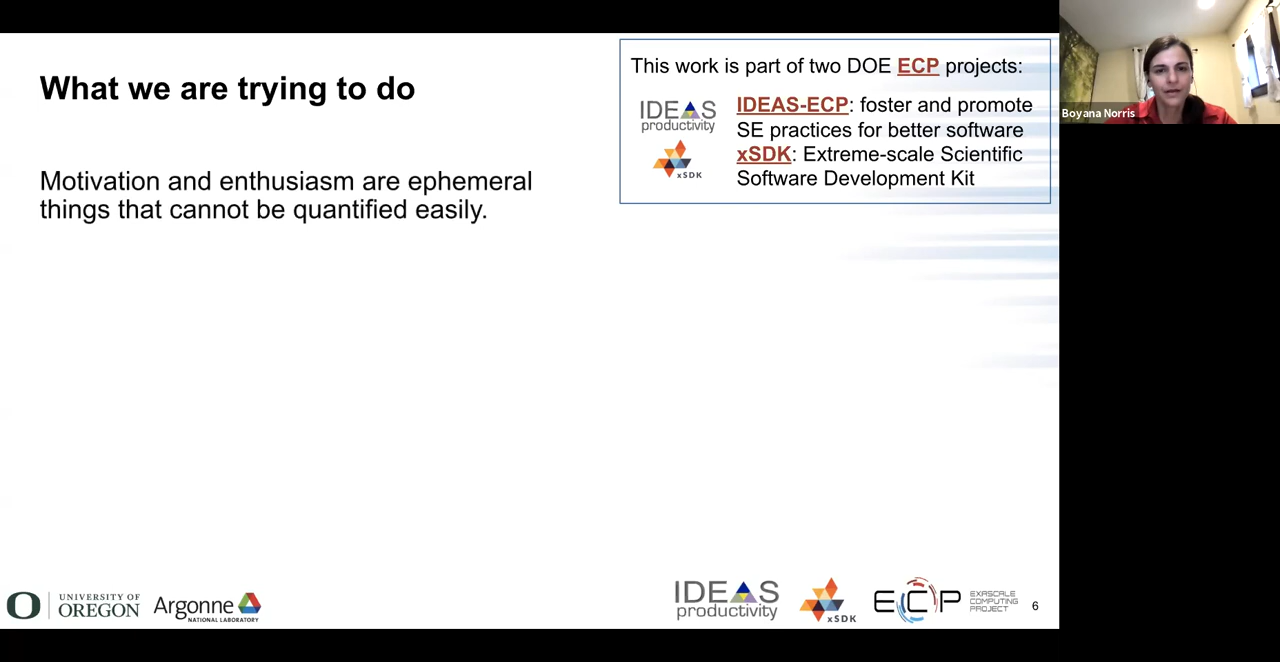 What we are trying to do
Motivation and enthusiasm are ephemeral
things that cannot be quantified easily.
This work is part of two DOE ECP projects:
IDEAS
productivity
IDEAS-ECP: foster and promote
SE practices for better software
xSDK
xSDK: Extreme-scale Scientific
Software Development Kit
Boyana Norris
UNIVERSITY OF
OREGON
Argonne
NATIONAL LABORATORY
IDEAS
productivity
xSDK
ECP
EXASCALE
COMPUTING
PROJECT
6